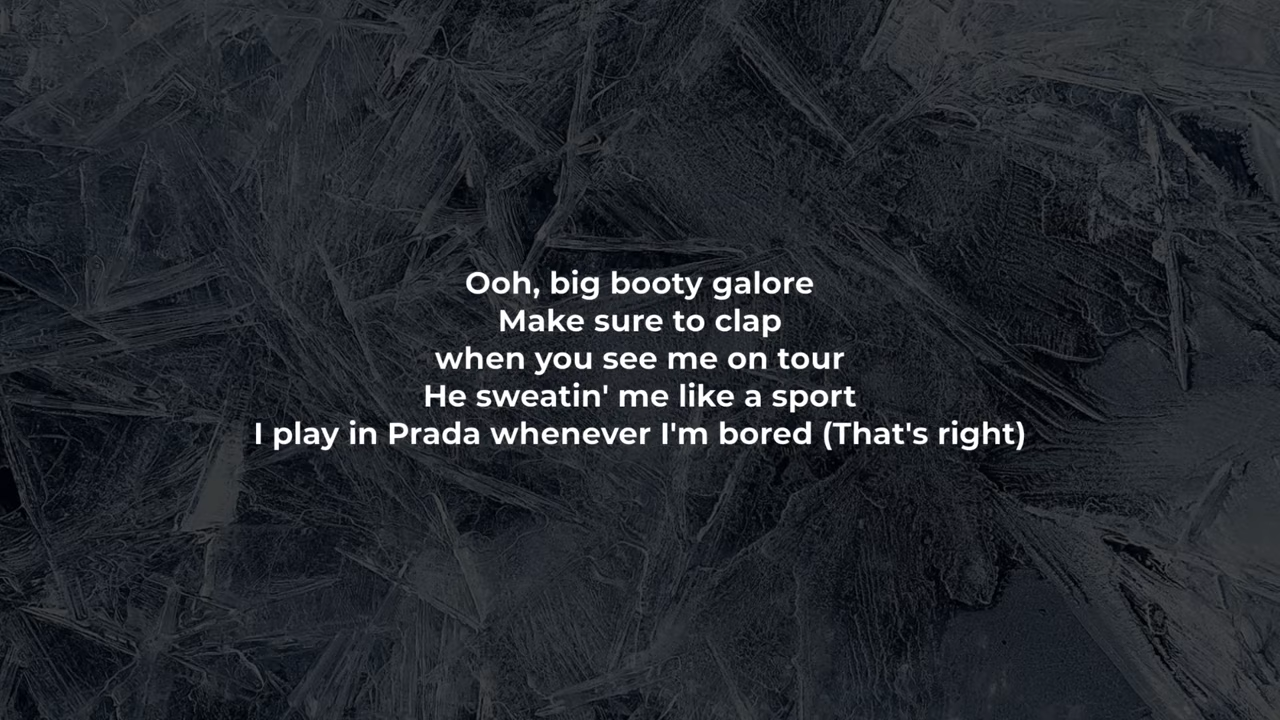 Ooh, big booty galore
Make sure to clap
when you see me on tour
He sweatin' me like a sport
I play in Prada whenever I'm bored (That's right)